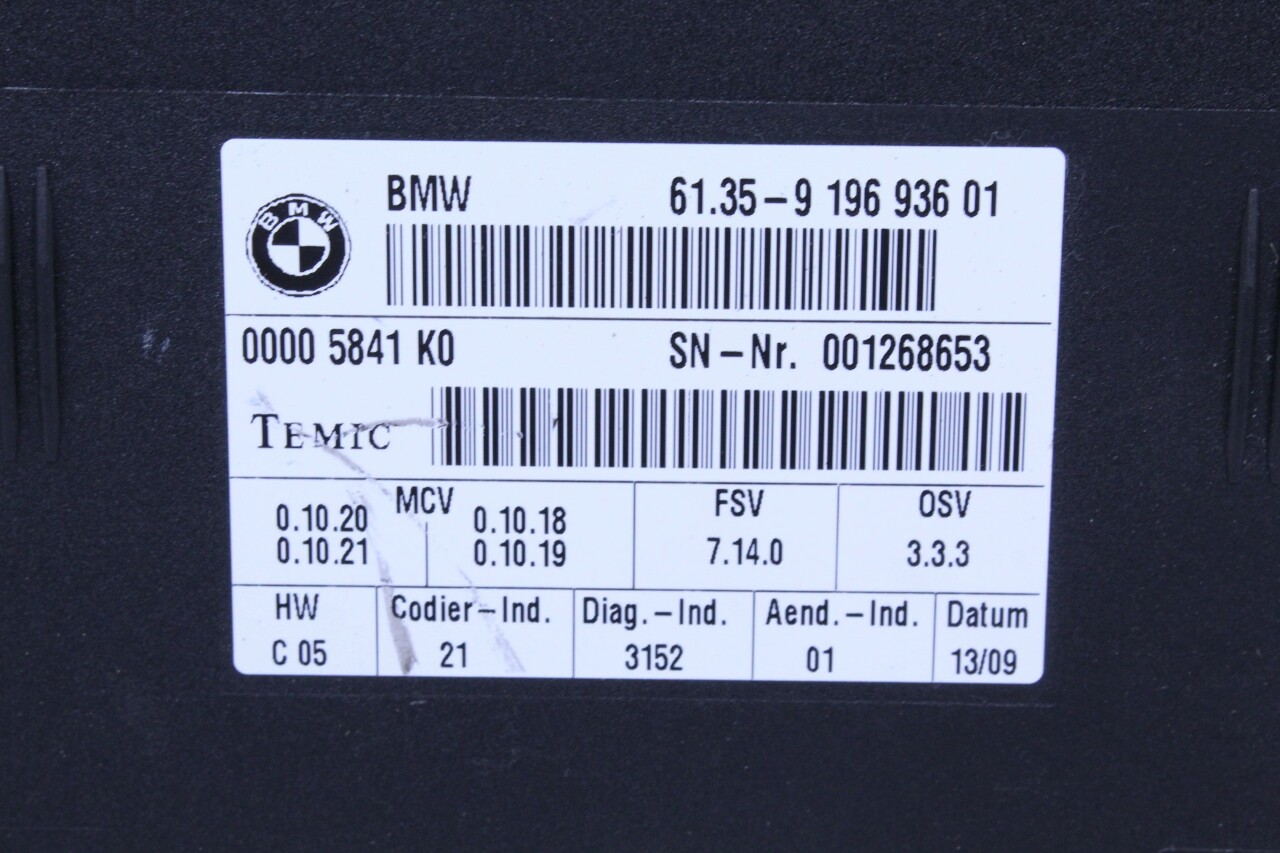 BMW
BMW 61.35-9 196 936 01
0000 5841 K0 SN-Nr. 001268653
TEMIC
MCV FSV OSV
0.10.20 0.10.18
0.10.21 0.10.19 7.14.0 3.3.3
HW Codier-Ind. Diag.-Ind. Aend.-Ind. Datum
C 05 21 3152 01 13/09